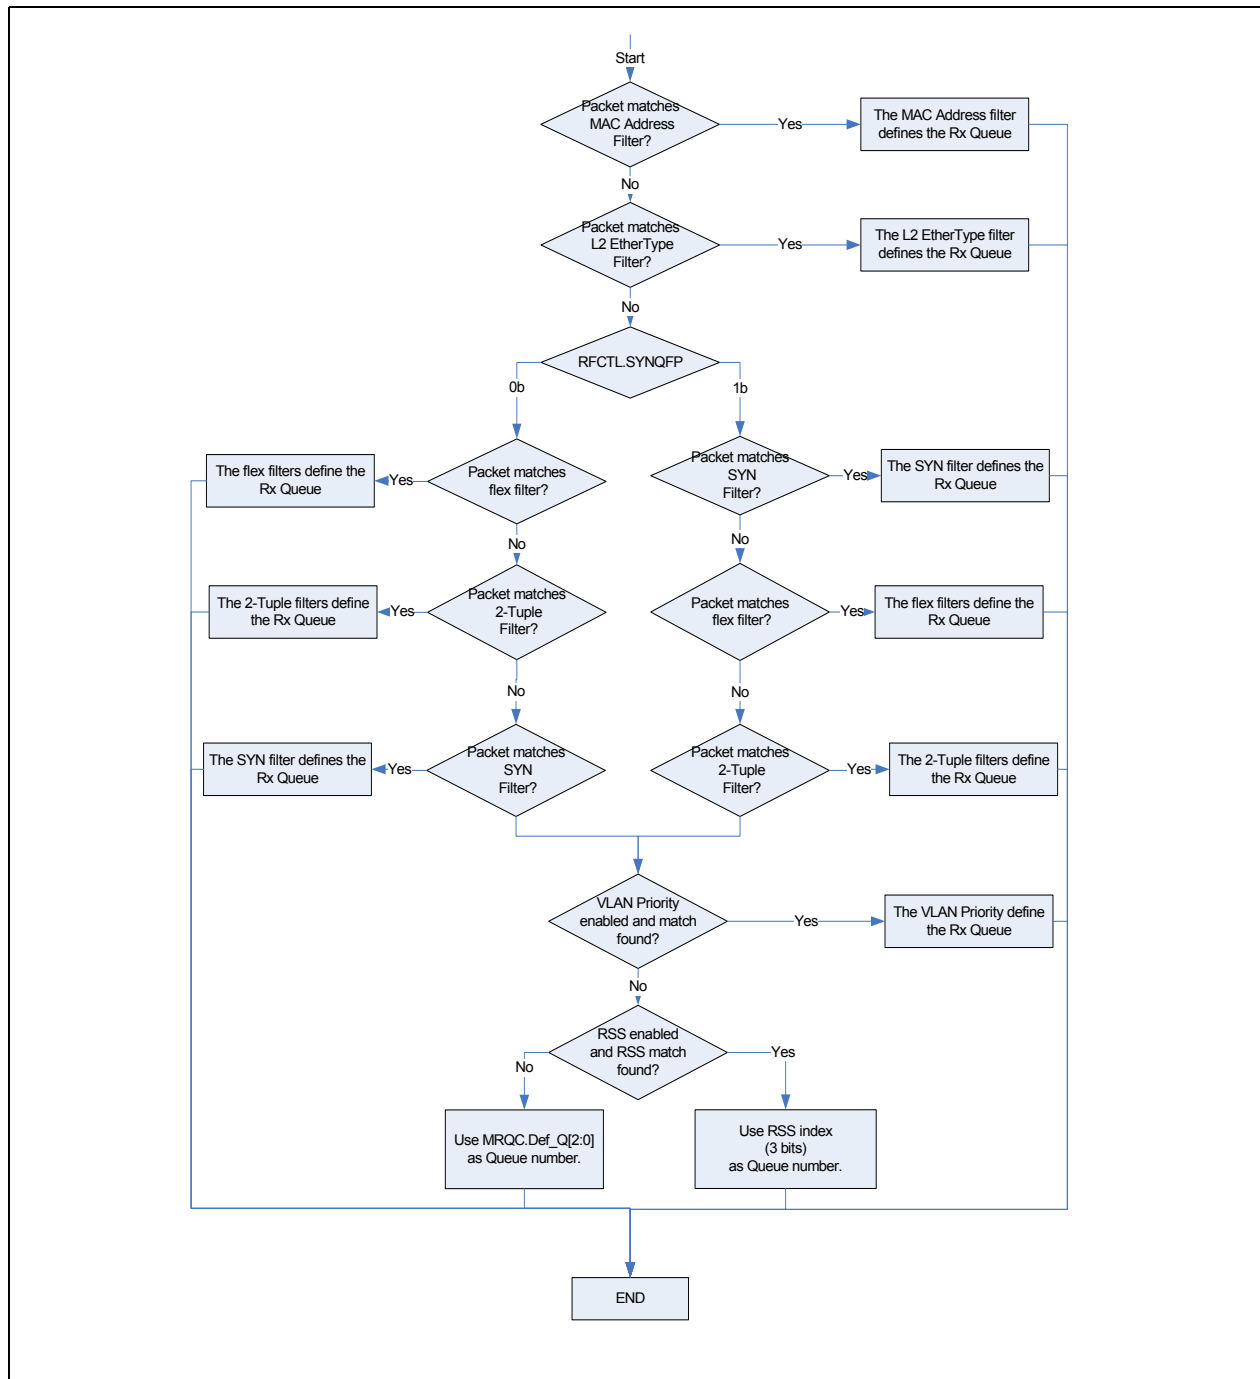 Start
Packet matches
MAC Address
Filter?
Yes
The MAC Address filter
defines the Rx Queue
No
Packet matches
L2 EtherType
Filter?
Yes
The L2 EtherType filter
defines the Rx Queue
No
RFCTL.SYNQFP
0b
1b
The flex filters define the
Rx Queue
Yes
Packet matches
flex filter?
Packet matches
SYN
Filter?
Yes
The SYN filter defines the
Rx Queue
No
No
The 2-Tuple filters define
the Rx Queue
Yes
Packet matches
2-Tuple
Filter?
Packet matches
flex filter?
Yes
The flex filters define the
Rx Queue
No
No
The SYN filter defines the
Rx Queue
Yes
Packet matches
SYN
Filter?
Packet matches
2-Tuple
Filter?
Yes
The 2-Tuple filters define
the Rx Queue
VLAN Priority
enabled and match
found?
Yes
The VLAN Priority define
the Rx Queue
No
RSS enabled
and RSS match
found?
No
Yes
Use MRQC.Def_Q[2:0]
as Queue number.
Use RSS index
(3 bits)
as Queue number.
END